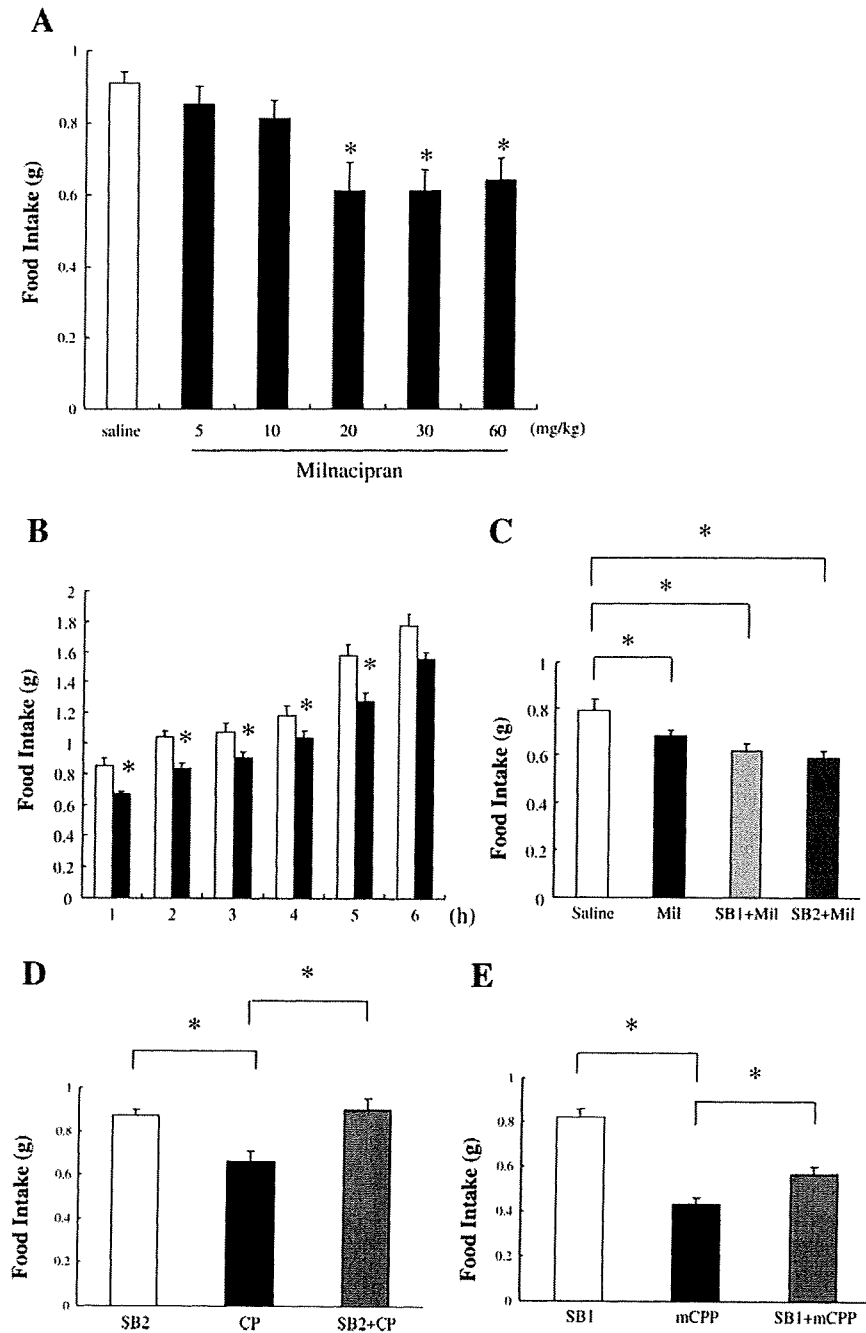 A
Food Intake (g)
1
0.8
0.6
0.4
0.2
0
* * *
saline 5 10 20 30 60 (mg/kg)
Milnacipran
B
Food Intake (g)
2
1.8
1.6
1.4
1.2
1
0.8
0.6
0.4
0.2
0
* * * * *
1 2 3 4 5 6 (h)
C
*
*
*
Food Intake (g)
1
0.8
0.6
0.4
0.2
0
Saline Mil SB1+Mil SB2+Mil
D
*
*
Food Intake (g)
1
0.8
0.6
0.4
0.2
0
SB2 CP SB2+CP
E
*
*
Food Intake (g)
1
0.8
0.6
0.4
0.2
0
SB1 mCPP SB1+mCPP